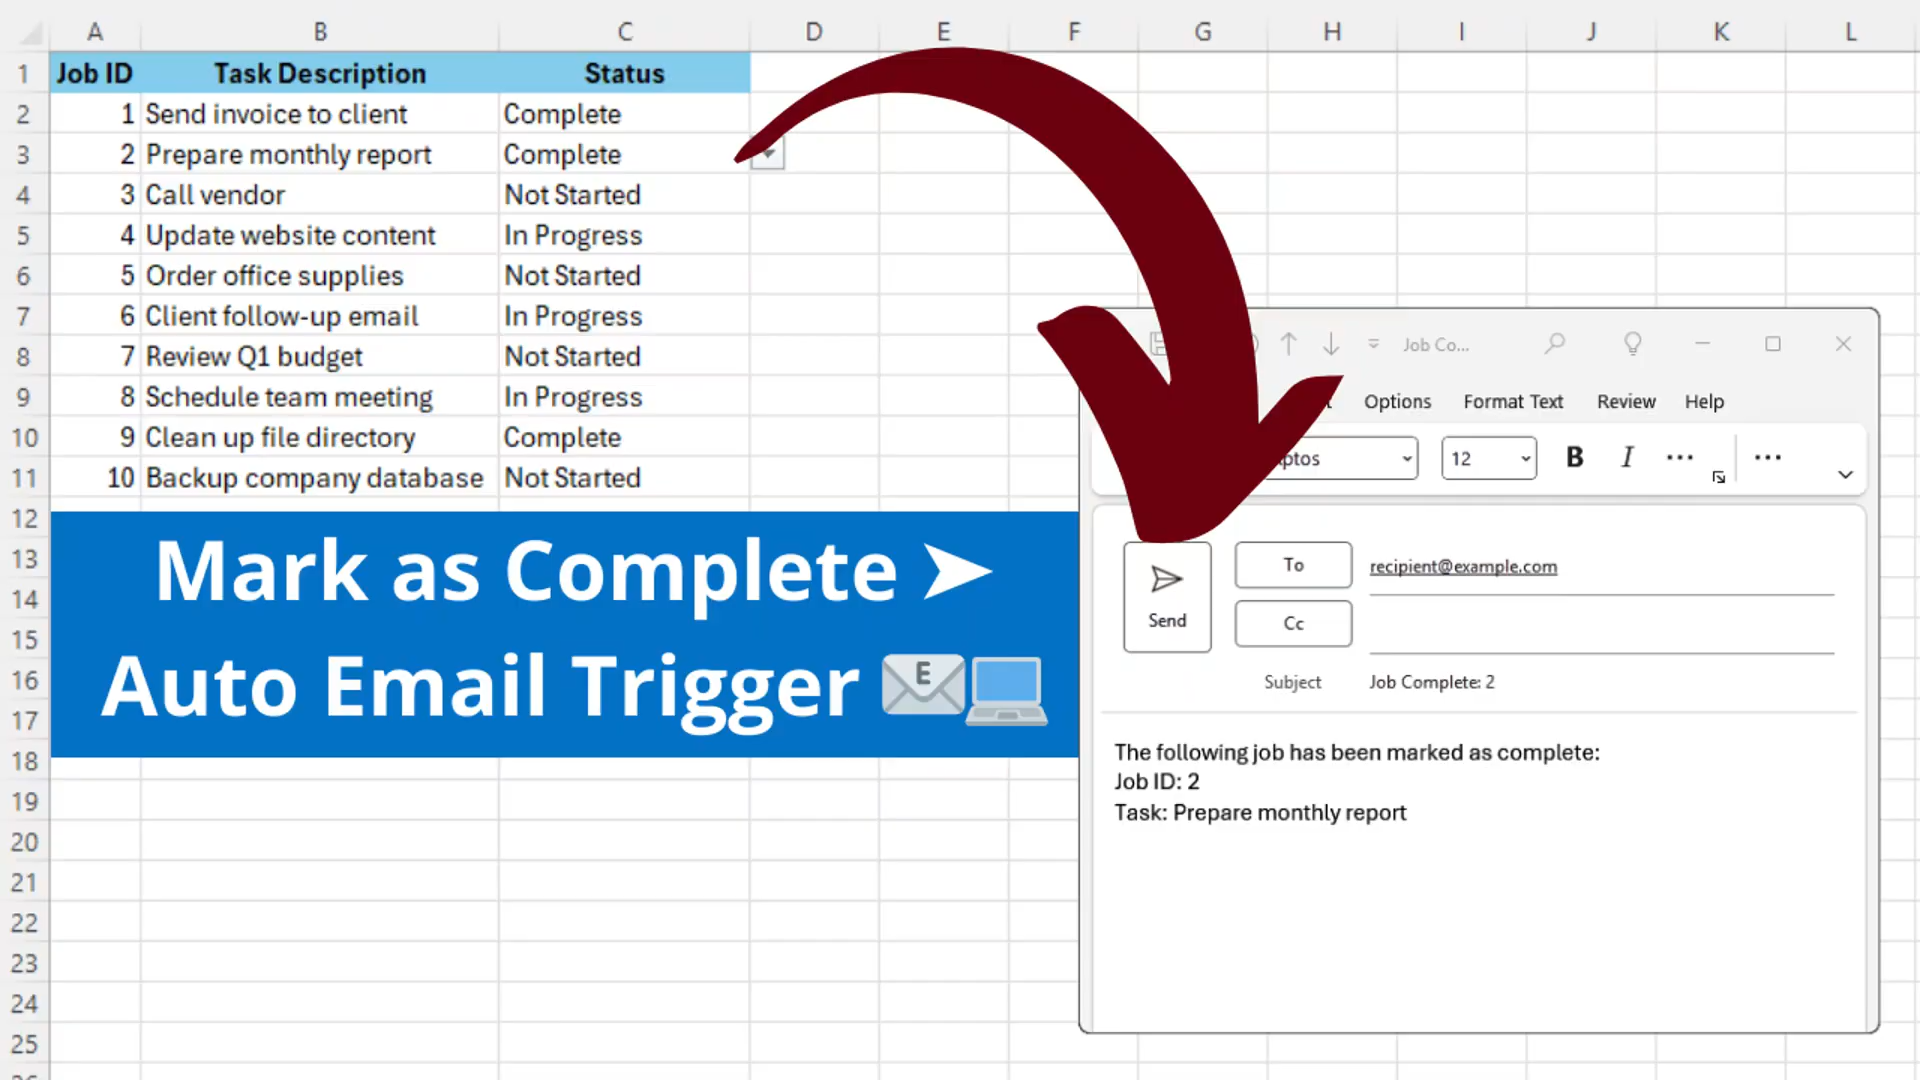 A B C D E F G H I J K L
1 Job ID Task Description Status
2 1 Send invoice to client Complete
3 2 Prepare monthly report Complete
4 3 Call vendor Not Started
5 4 Update website content In Progress
6 5 Order office supplies Not Started
7 6 Client follow-up email In Progress
8 7 Review Q1 budget Not Started
9 8 Schedule team meeting In Progress
10 9 Clean up file directory Complete
11 10 Backup company database Not Started
12
13
14
15
16
17
18
19
20
21
22
23
24
25
Mark as Complete ➤
Auto Email Trigger
E
Job Co...
Options Format Text Review Help
12 B I ... ...
Send
To recipient@example.com
Cc
Subject Job Complete: 2
The following job has been marked as complete:
Job ID: 2
Task: Prepare monthly report